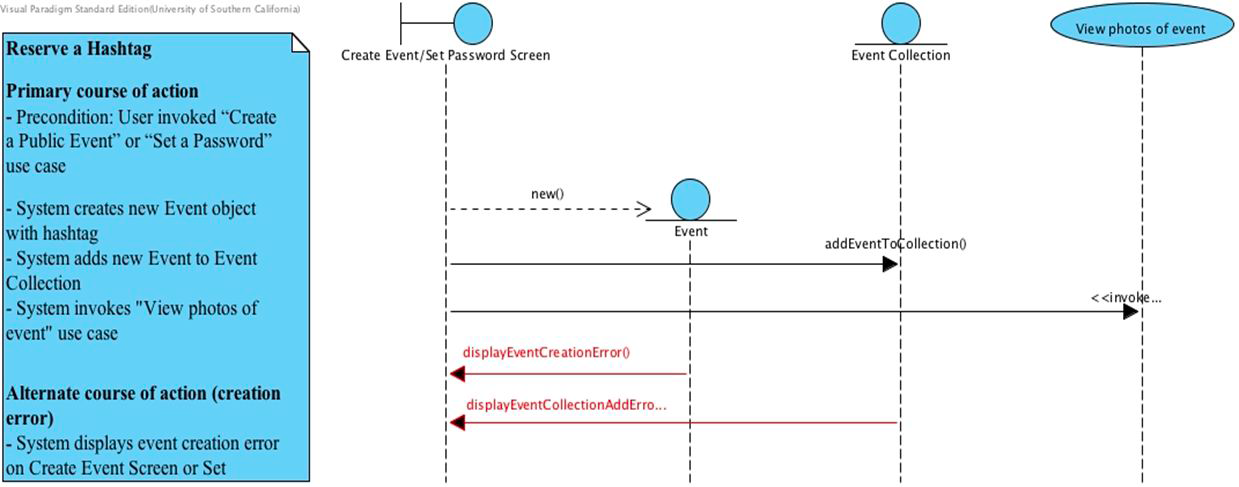 Visual Paradigm Standard Edition(University of Southern California)
Reserve a Hashtag
Primary course of action
- Precondition: User invoked “Create
a Public Event” or “Set a Password”
use case
- System creates new Event object
with hashtag
- System adds new Event to Event
Collection
- System invokes "View photos of
event" use case
Alternate course of action (creation
error)
- System displays event creation error
on Create Event Screen or Set
Create Event/Set Password Screen
Event Collection
View photos of event
new()
Event
addEventToCollection()
<<invoke...
displayEventCreationError()
displayEventCollectionAddErro...